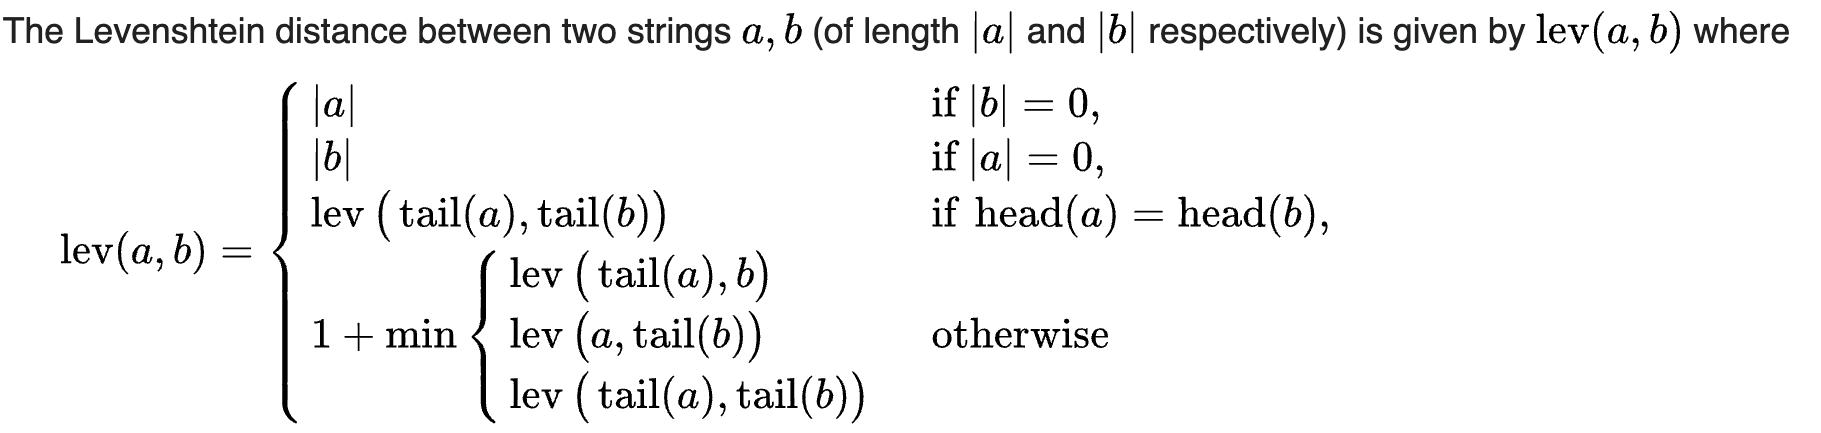 The Levenshtein distance between two strings a, b (of length |a| and |b| respectively) is given by lev(a, b) where
|a| if |b| = 0,
|b| if |a| = 0,
lev(tail(a), tail(b)) if head(a) = head(b),
lev(tail(a), b)
lev(a, b) = 1 + min { lev(a, tail(b)) otherwise
lev(tail(a), tail(b))